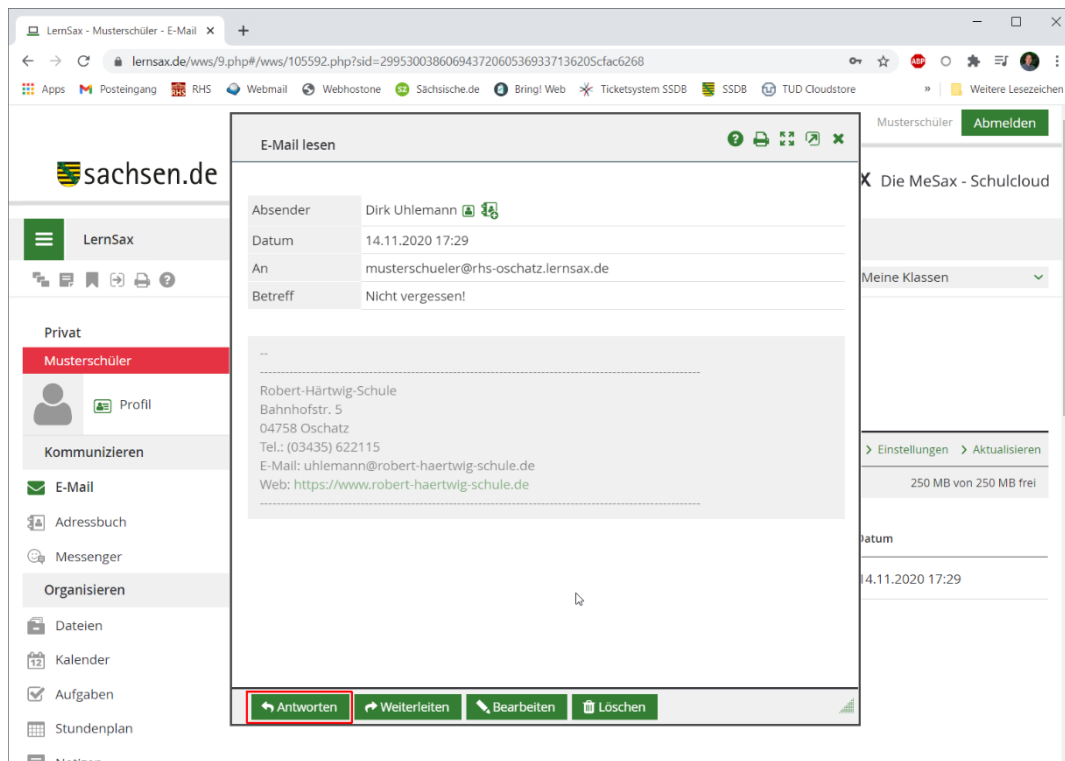 LernSax - Musterschüler - E-Mail
lernsax.de/wws/9.php#/wws/105592.php?sid=29953003860694372060536933713620Scfac6268
Apps Posteingang RHS Webmail Webhostone Sächsische.de Bring! Web Ticketsystem SSDB SSDB TUD Cloudstore » Weitere Lesezeichen
Musterschüler Abmelden
E-Mail lesen
sachsen.de
X Die MeSax - Schulcloud
Absender Dirk Uhlemann
LernSax
Datum 14.11.2020 17:29
An musterschueler@rhs-oschatz.lernsax.de
Meine Klassen
Betreff Nicht vergessen!
Privat
Musterschüler
Profil
--
Robert-Härtwig-Schule
Bahnhofstr. 5
04758 Oschatz
Tel.: (03435) 622115
E-Mail: uhlemann@robert-haertwig-schule.de
Web: https://www.robert-haertwig-schule.de
Kommunizieren
> Einstellungen > Aktualisieren
E-Mail
250 MB von 250 MB frei
Adressbuch
Datum
Messenger
14.11.2020 17:29
Organisieren
Dateien
12 Kalender
Aufgaben
Antworten Weiterleiten Bearbeiten Löschen
Stundenplan